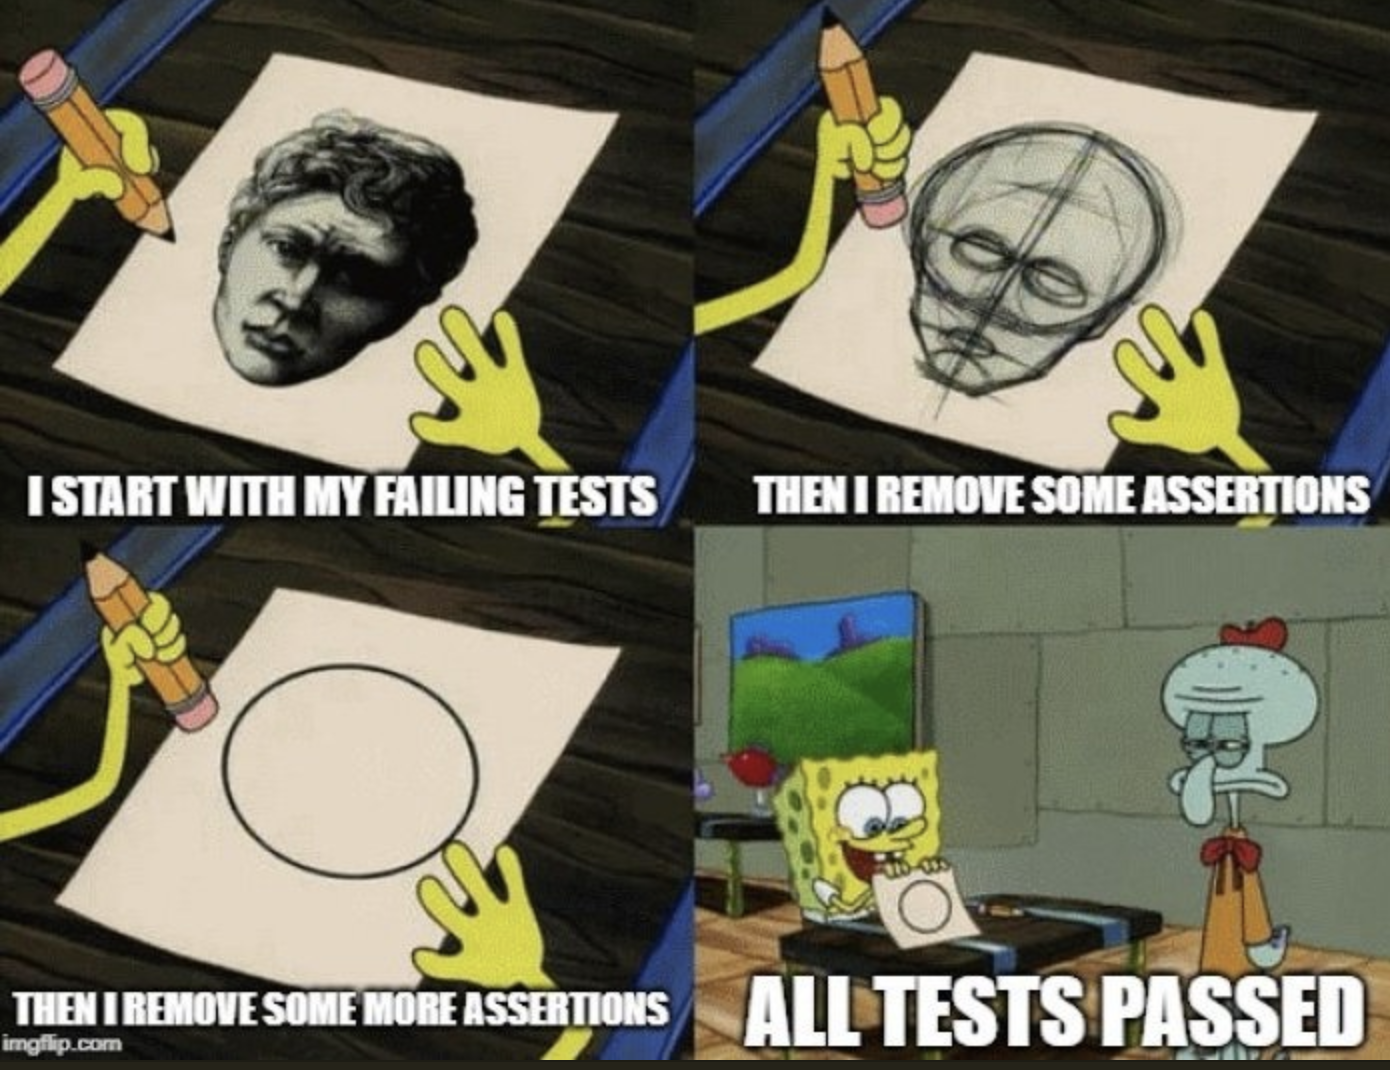 I START WITH MY FAILING TESTS
THEN I REMOVE SOME ASSERTIONS
THEN I REMOVE SOME MORE ASSERTIONS
imgflip.com
ALL TESTS PASSED